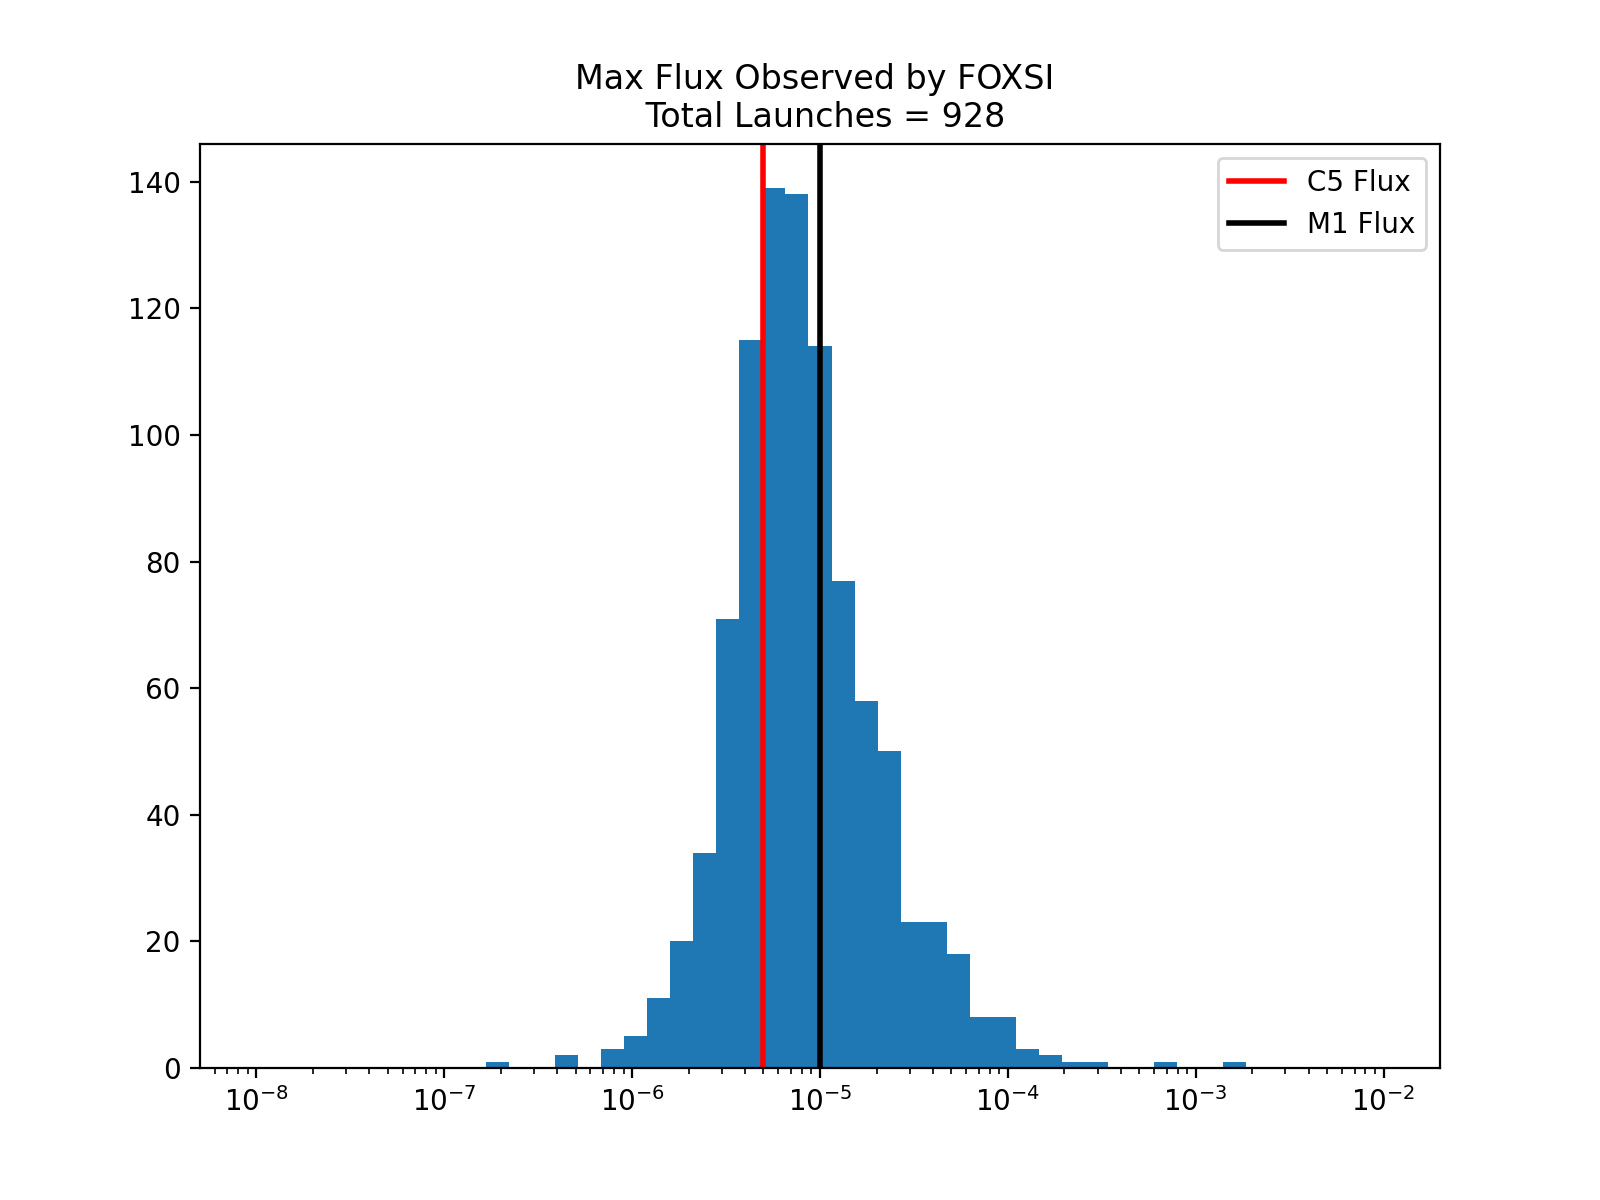 Max Flux Observed by FOXSI
Total Launches = 928
C5 Flux
M1 Flux
140
120
100
80
60
40
20
0
10⁻⁸ 10⁻⁷ 10⁻⁶ 10⁻⁵ 10⁻⁴ 10⁻³ 10⁻²